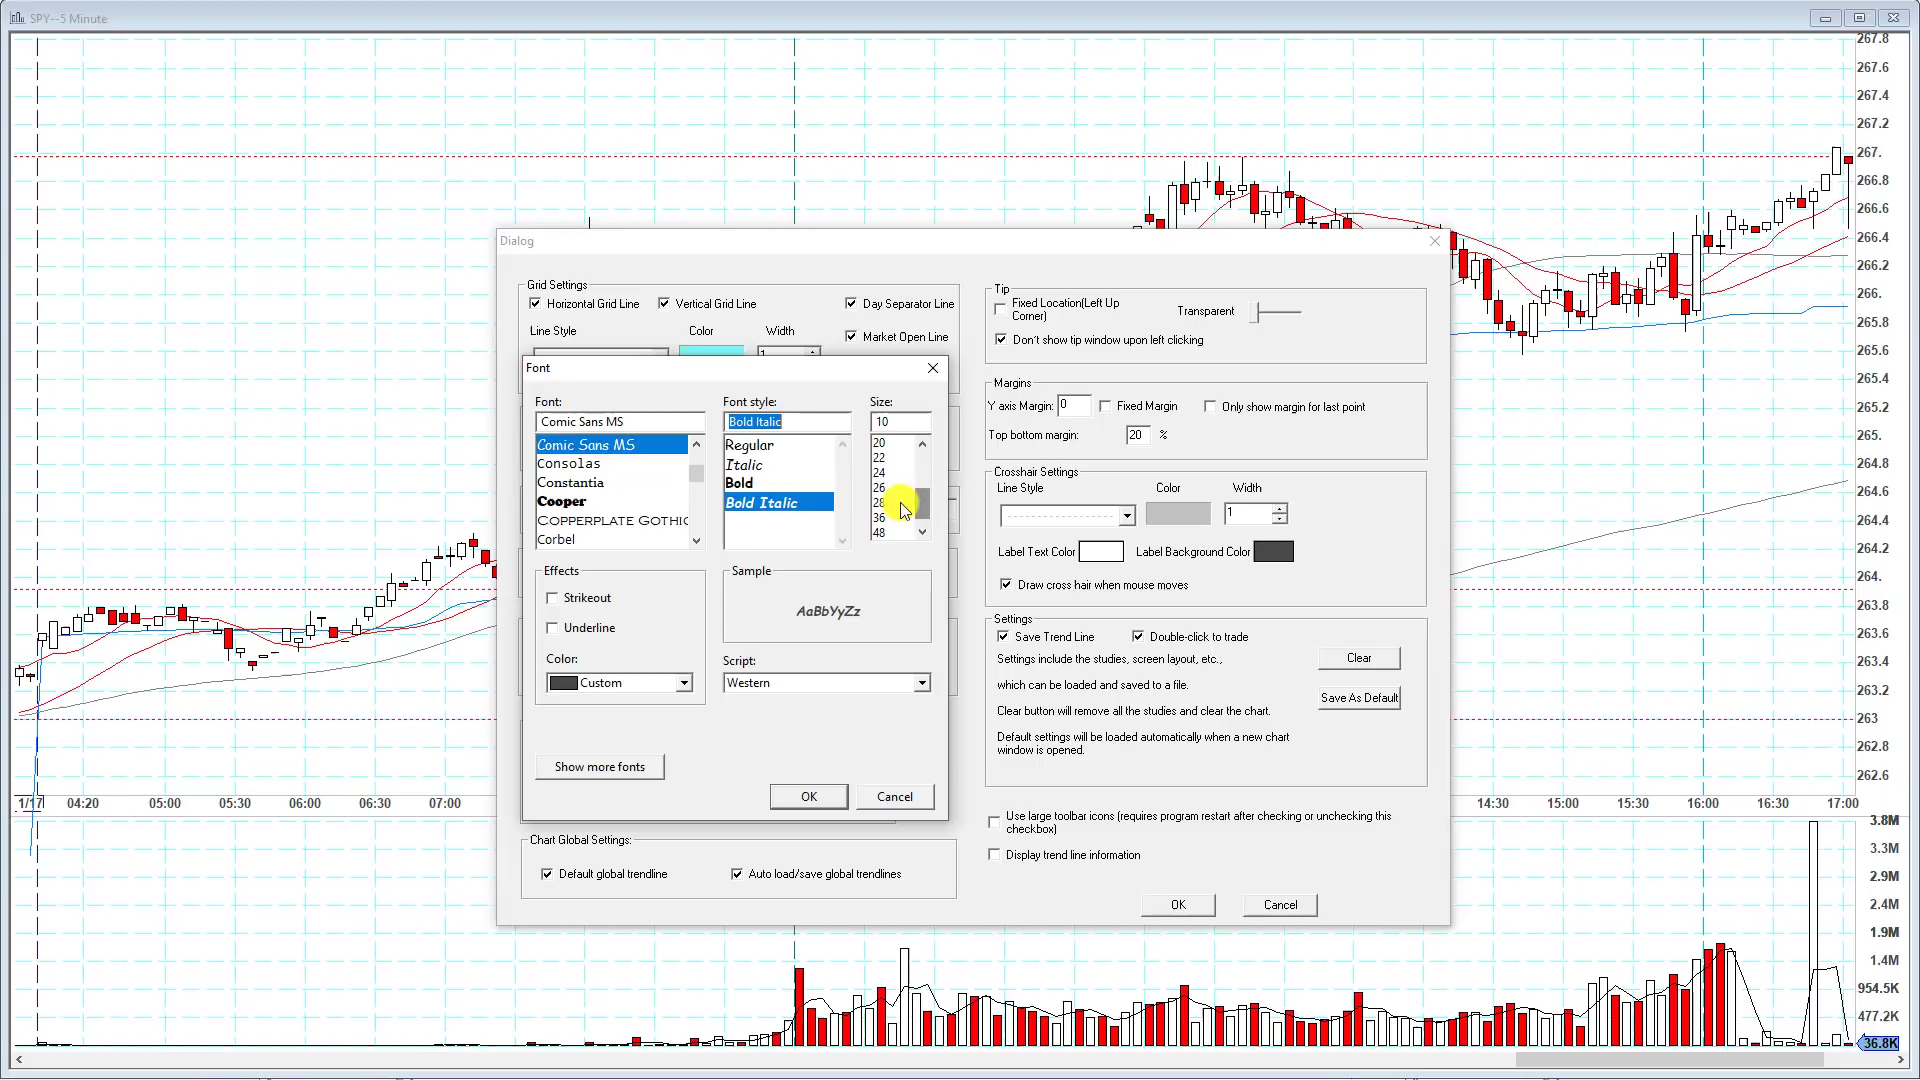 SPY--5 Minute
267.8
267.6
267.4
267.2
267.
266.8
266.6
266.4
266.2
266.
265.8
265.6
265.4
265.2
265.
264.8
264.6
264.4
264.2
264.
263.8
263.6
263.4
263.2
263
262.8
262.6
Dialog
Grid Settings
Horizontal Grid Line
Vertical Grid Line
Day Separator Line
Line Style
Color
Width
Market Open Line
1
Font
Font:
Font style:
Size:
Comic Sans MS
Bold Italic
10
Comic Sans MS
Consolas
Constantia
Cooper
COPPERPLATE GOTHIC
Corbel
Regular
Italic
Bold
Bold Italic
20
22
24
26
28
36
48
Effects
Strikeout
Underline
Color:
Custom
Sample
AaBbYyZz
Script:
Western
Show more fonts
OK
Cancel
Chart Global Settings:
Default global trendline
Auto load/save global trendlines
Tip
Fixed Location(Left Up
Corner)
Transparent
Don't show tip window upon left clicking
Margins
Y axis Margin:
0
Fixed Margin
Only show margin for last point
Top bottom margin:
20
%
Crosshair Settings
Line Style
Color
Width
1
Label Text Color
Label Background Color
Draw cross hair when mouse moves
Settings
Save Trend Line
Double-click to trade
Settings include the studies, screen layout, etc.,
which can be loaded and saved to a file.
Clear button will remove all the studies and clear the chart.
Default settings will be loaded automatically when a new chart
window is opened.
Clear
Save As Default
Use large toolbar icons (requires program restart after checking or unchecking this
checkbox)
Display trend line information
OK
Cancel
1/17
04:20
05:00
05:30
06:00
06:30
07:00
14:30
15:00
15:30
16:00
16:30
17:00
3.8M
3.3M
2.9M
2.4M
1.9M
1.4M
954.5K
477.2K
36.8K